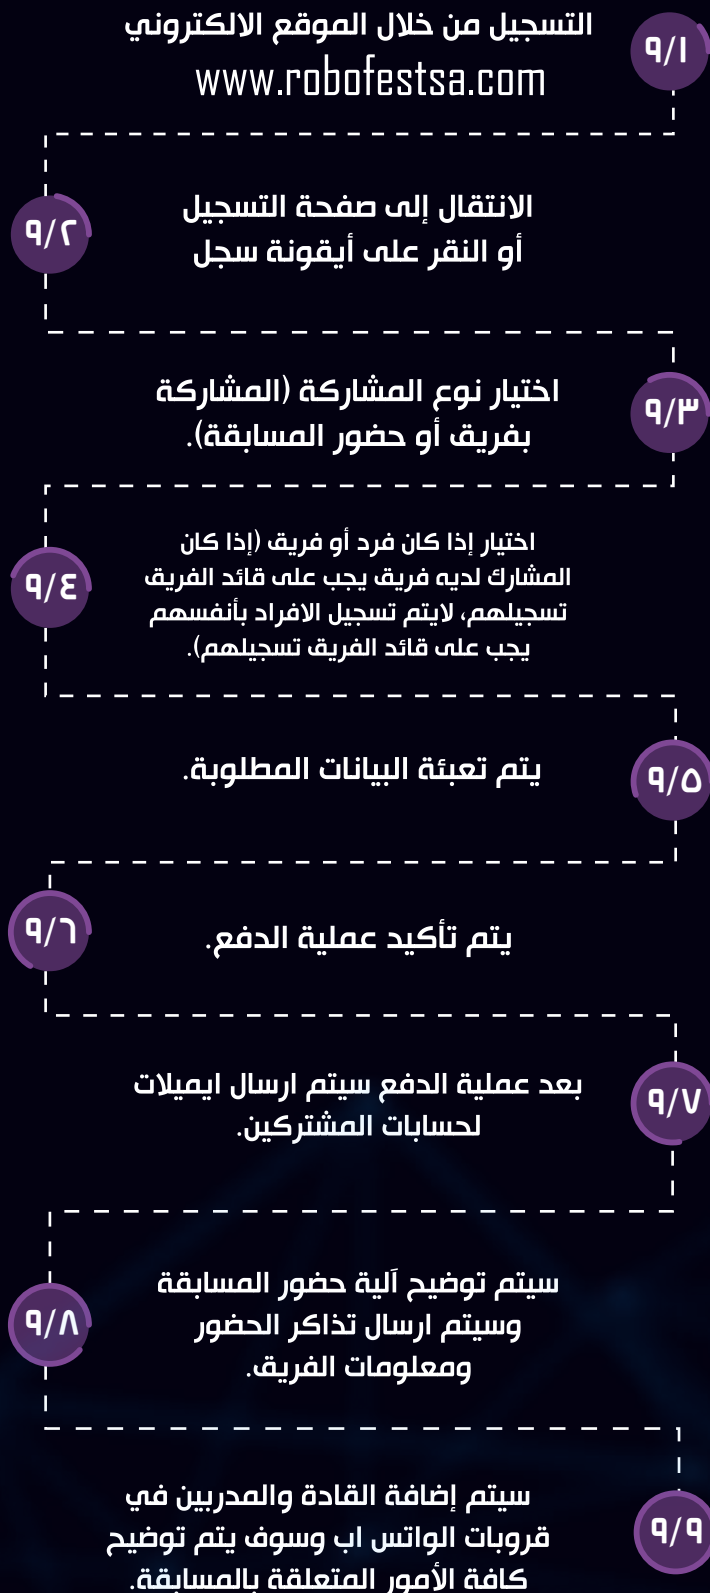 التسجيل من خلال الموقع الالكتروني
٩/١
www.robofestsa.com
الانتقال إلى صفحة التسجيل
٩/٢
أو النقر على أيقونة سجل
اختيار نوع المشاركة (المشاركة
٩/٣
بفريق أو حضور المسابقة).
اختيار إذا كان فرد أو فريق (إذا كان
المشارك لديه فريق يجب على قائد الفريق
٩/٤
تسجيلهم، لايتم تسجيل الافراد بأنفسهم
يجب على قائد الفريق تسجيلهم).
يتم تعبئة البيانات المطلوبة.
٩/٥
يتم تأكيد عملية الدفع.
٩/٦
بعد عملية الدفع سيتم ارسال ايميلات
٩/٧
لحسابات المشتركين.
سيتم توضيح آلية حضور المسابقة
وسيتم ارسال تذاكر الحضور
٩/٨
ومعلومات الفريق.
سيتم إضافة القادة والمدربين في
قروبات الواتس اب وسوف يتم توضيح
٩/٩
كافة الأمور المتعلقة بالمسابقة.